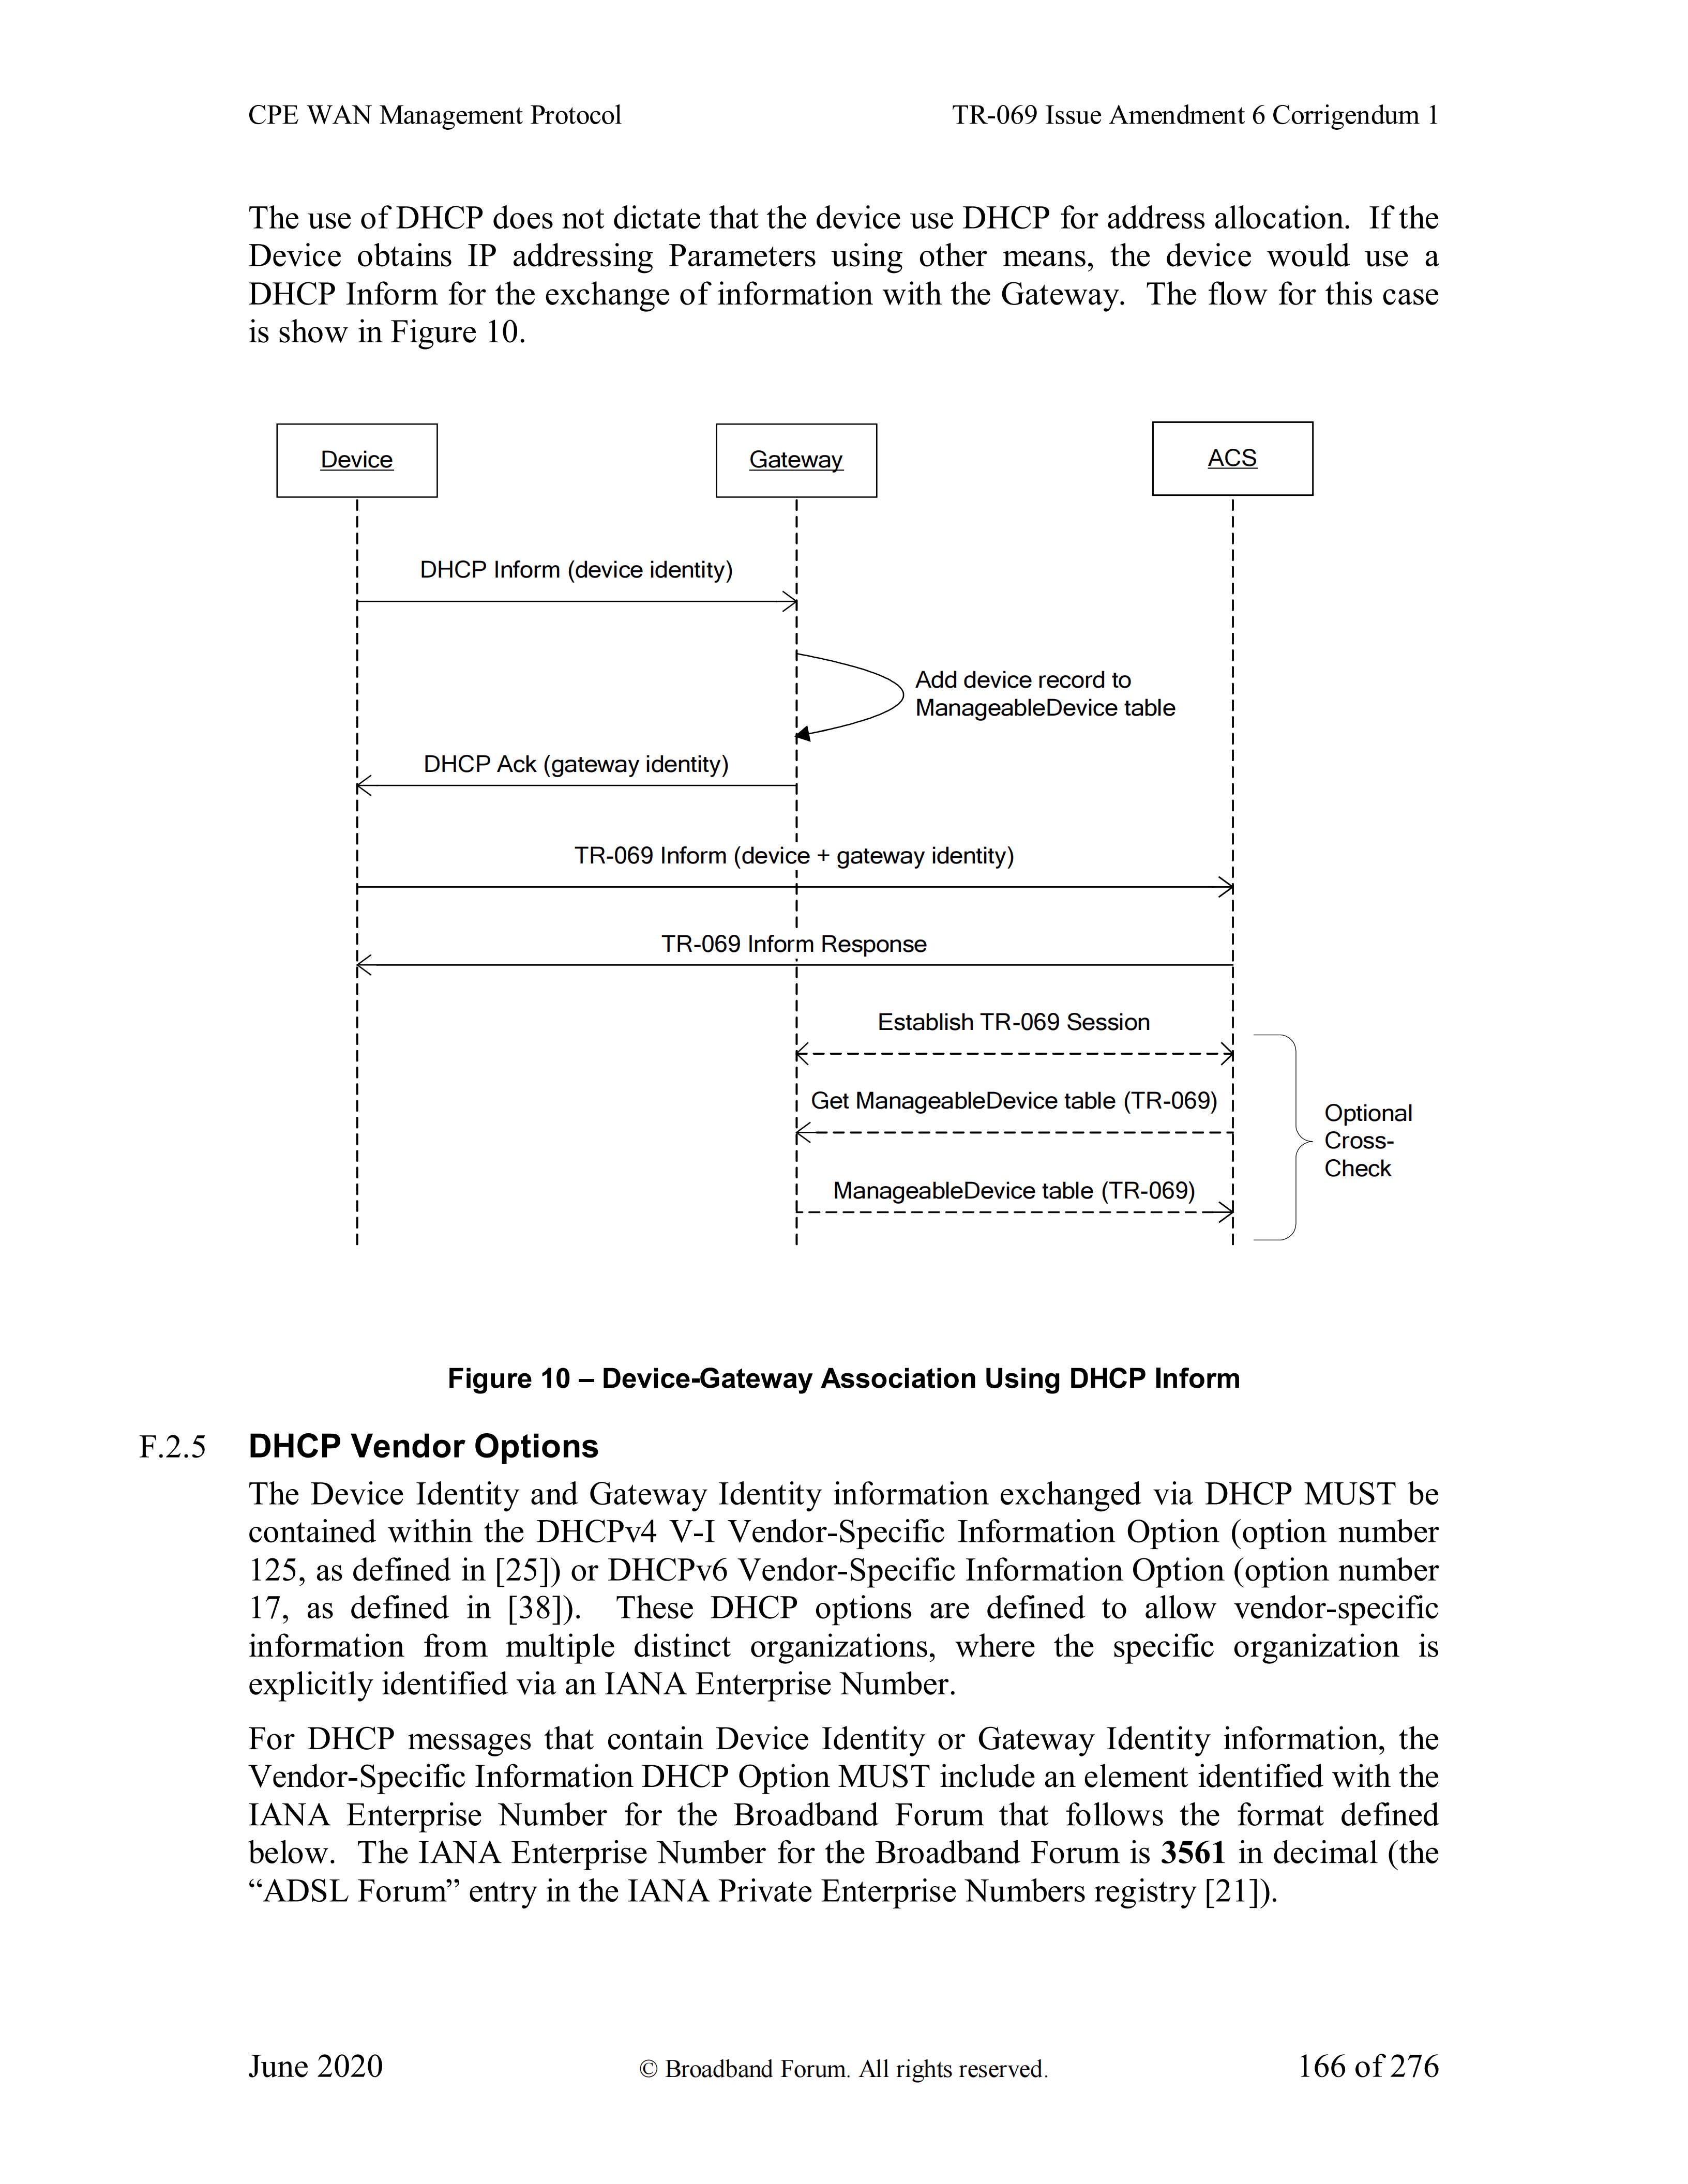 CPE WAN Management Protocol TR-069 Issue Amendment 6 Corrigendum 1
The use of DHCP does not dictate that the device use DHCP for address allocation.  If the
Device obtains IP addressing Parameters using other means, the device would use a
DHCP Inform for the exchange of information with the Gateway.  The flow for this case
is show in Figure 10.
Device
Gateway
ACS
DHCP Inform (device identity)
Add device record to
ManageableDevice table
DHCP Ack (gateway identity)
TR-069 Inform (device + gateway identity)
TR-069 Inform Response
Establish TR-069 Session
Get ManageableDevice table (TR-069)
ManageableDevice table (TR-069)
Optional
Cross-
Check
Figure 10 – Device-Gateway Association Using DHCP Inform
F.2.5 DHCP Vendor Options
The Device Identity and Gateway Identity information exchanged via DHCP MUST be
contained within the DHCPv4 V-I Vendor-Specific Information Option (option number
125, as defined in [25]) or DHCPv6 Vendor-Specific Information Option (option number
17, as defined in [38]).  These DHCP options are defined to allow vendor-specific
information from multiple distinct organizations, where the specific organization is
explicitly identified via an IANA Enterprise Number.
For DHCP messages that contain Device Identity or Gateway Identity information, the
Vendor-Specific Information DHCP Option MUST include an element identified with the
IANA Enterprise Number for the Broadband Forum that follows the format defined
below.  The IANA Enterprise Number for the Broadband Forum is 3561 in decimal (the
“ADSL Forum” entry in the IANA Private Enterprise Numbers registry [21]).
June 2020 © Broadband Forum. All rights reserved. 166 of 276